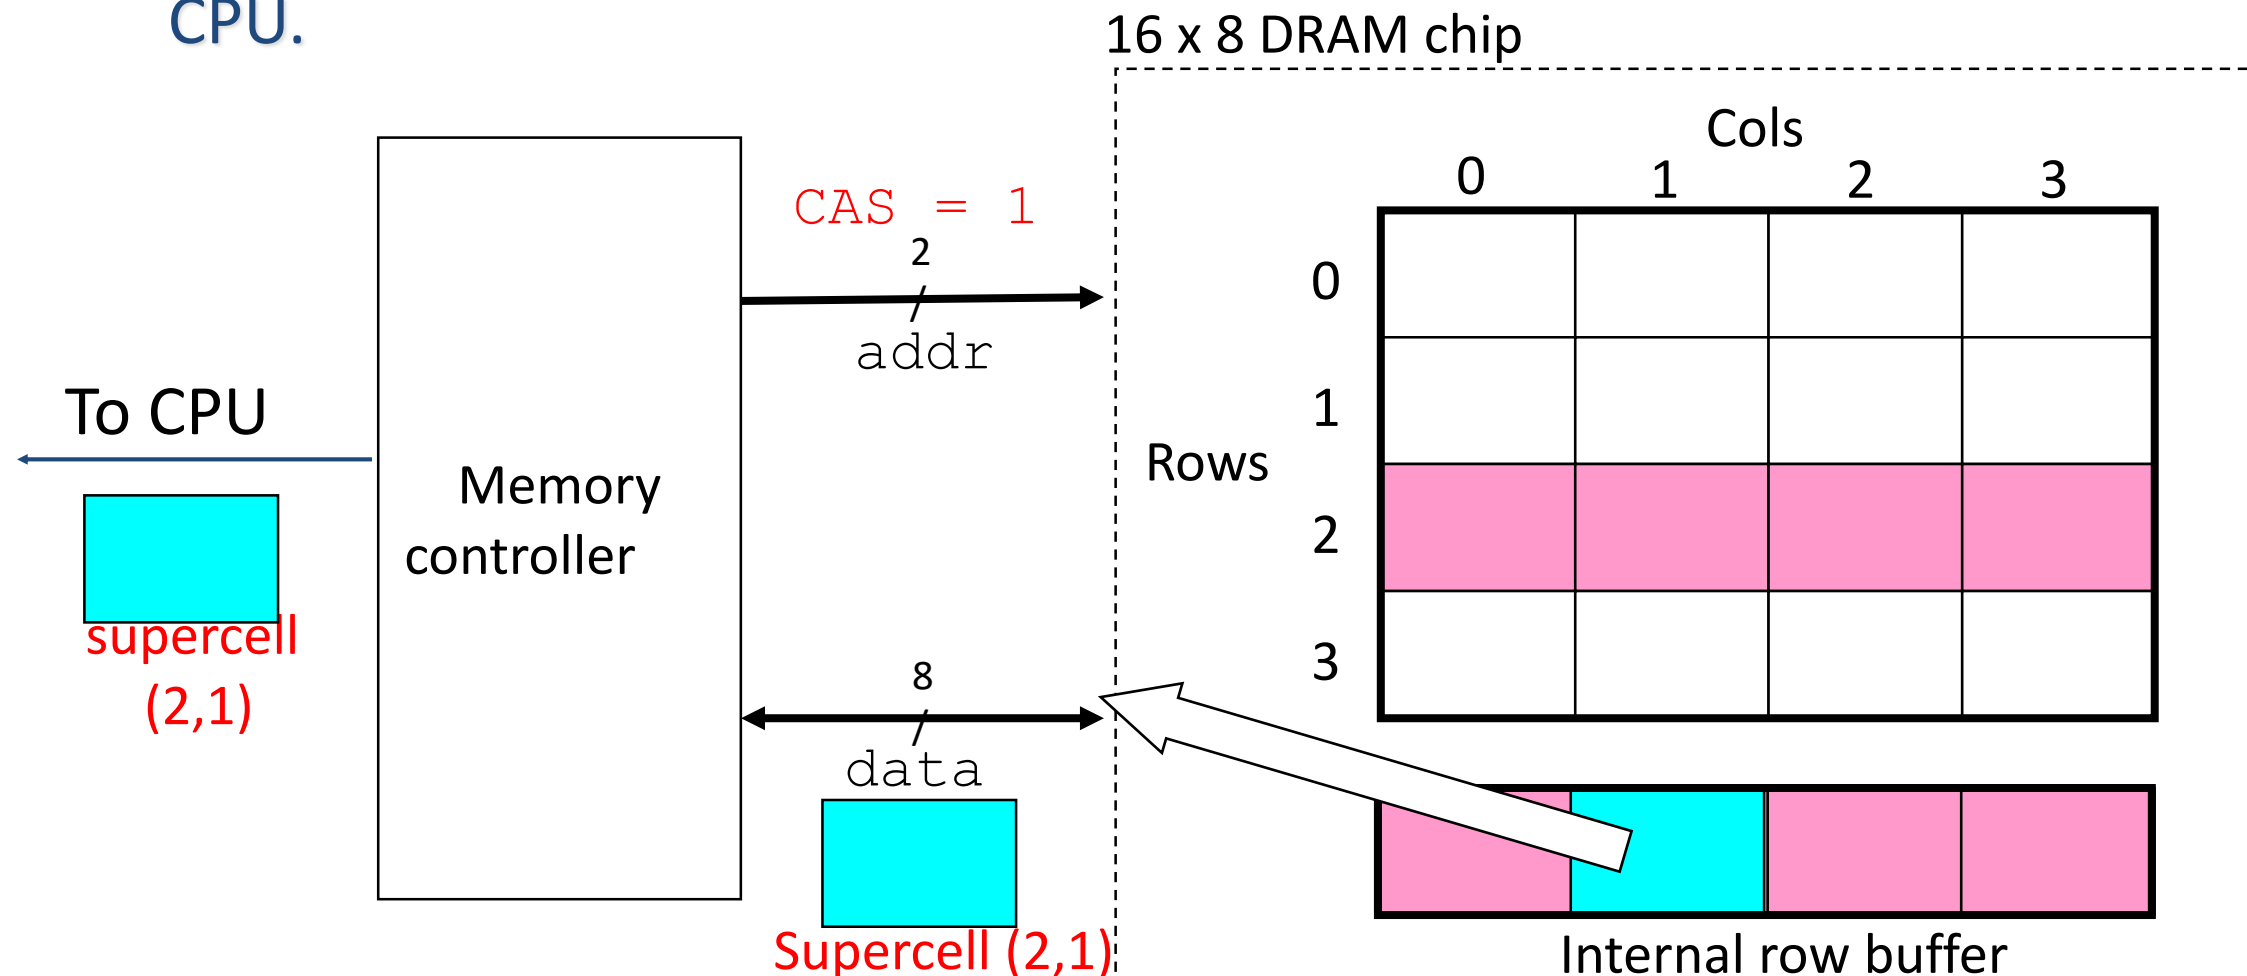 CPU.
16 x 8 DRAM chip
Cols
0 1 2 3
CAS = 1
2
/
addr
0
1
Rows
2
3
To CPU
Memory
controller
supercell
(2,1)
8
/
data
Supercell (2,1)
Internal row buffer